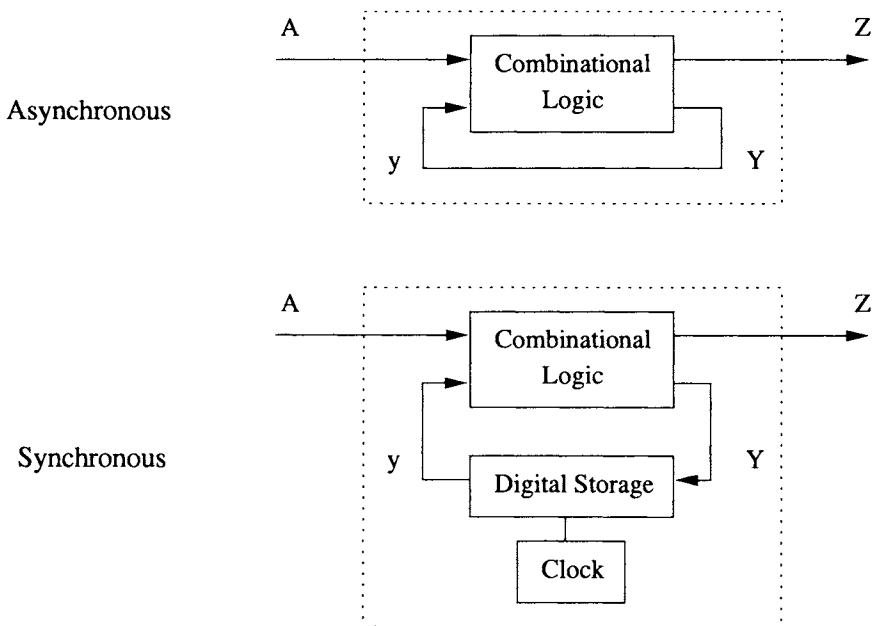 A
Z
Combinational
Logic
Asynchronous
y
Y
A
Z
Combinational
Logic
Synchronous
y
Y
Digital Storage
Clock